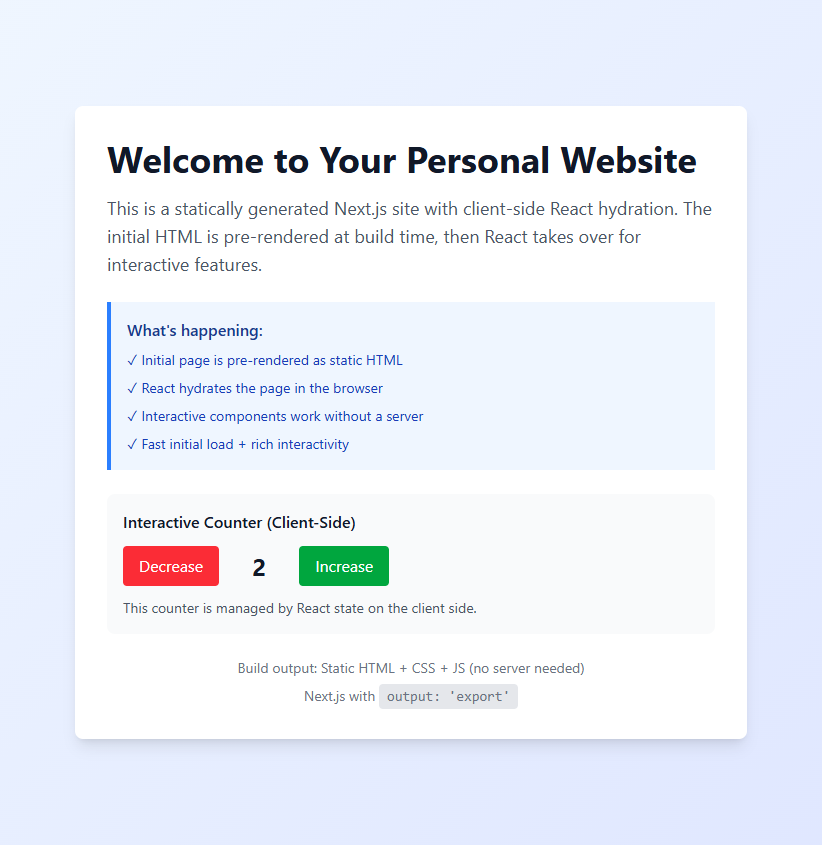 Welcome to Your Personal Website
This is a statically generated Next.js site with client-side React hydration. The
initial HTML is pre-rendered at build time, then React takes over for
interactive features.
What's happening:
✓ Initial page is pre-rendered as static HTML
✓ React hydrates the page in the browser
✓ Interactive components work without a server
✓ Fast initial load + rich interactivity
Interactive Counter (Client-Side)
Decrease 2 Increase
This counter is managed by React state on the client side.
Build output: Static HTML + CSS + JS (no server needed)
Next.js with output: 'export'